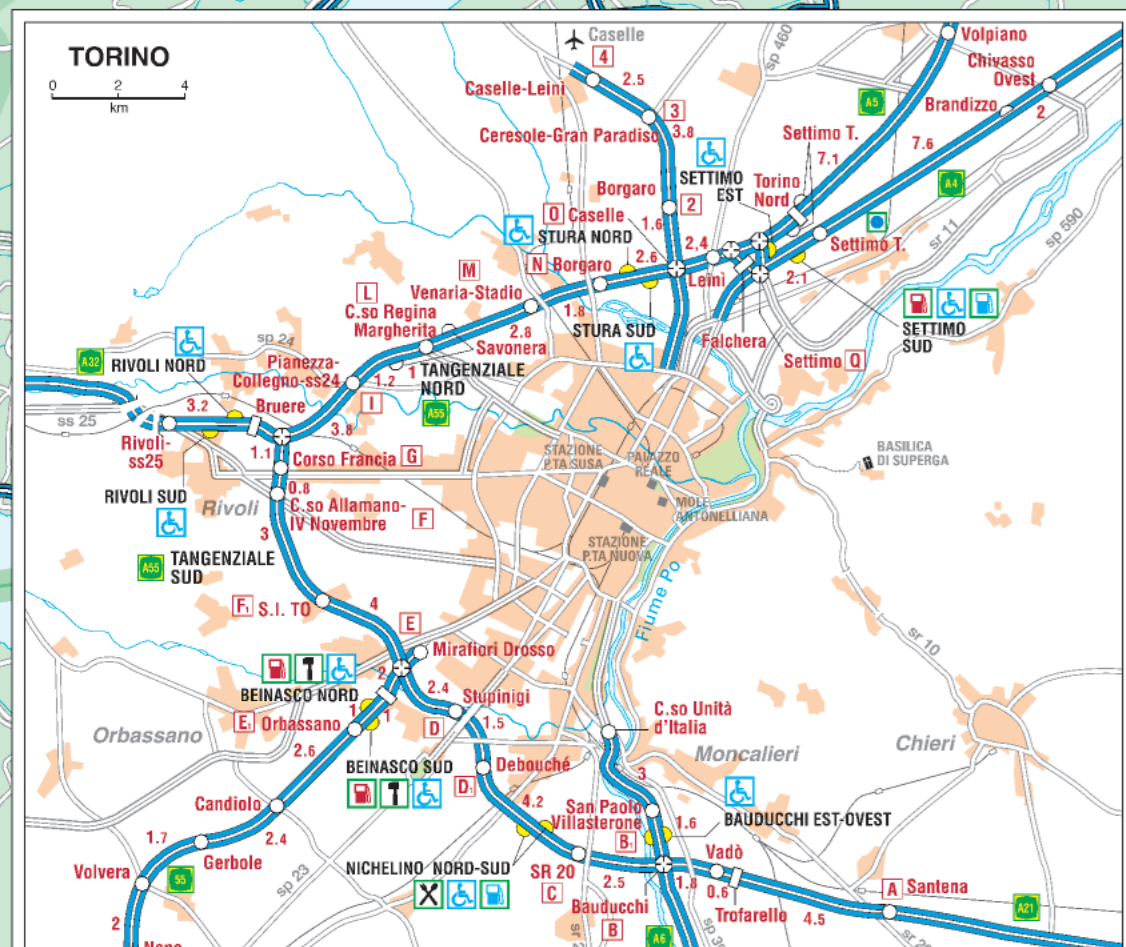 TORINO
0 2 4
km
Caselle
4
2.5
Caselle-Leinì
3
Ceresole-Gran Paradiso
3.8
sp 460
Volpiano
Chivasso
Ovest
Brandizzo
2
A5
Settimo T.
7.1
7.6
A4
SETTIMO
EST
Torino
Nord
Borgaro
2
O Caselle
1.6
STURA NORD
2,4
Settimo T.
sr 11
sp 590
N Borgaro
2.6
Leinì
2.1
M
L
Venaria-Stadio
1.8
C.so Regina
Margherita
2.8
STURA SUD
Savonera
Falchera
Settimo Q
SETTIMO
SUD
sp 24
A32
RIVOLI NORD
Pianezza-
Collegno-ss24
1.2
1
TANGENZIALE
NORD
A55
I
3.2
ss 25
Bruere
3.8
Rivoli-
ss25
1.1
Corso Francia G
0.8
C.so Allamano-
IV Novembre
F
RIVOLI SUD
Rivoli
3
A55
TANGENZIALE
SUD
STAZIONE
P.TA SUSA
PALAZZO
REALE
MOLE
ANTONELLIANA
STAZIONE
P.TA NUOVA
BASILICA
DI SUPERGA
Fiume Po
F1 S.I. TO
4
E
Mirafiori Drosso
BEINASCO NORD
2
2.4
Stupinigi
D
1.5
E1 Orbassano
1
1
Orbassano
2.6
BEINASCO SUD
Debouché
D1
C.so Unità
d'Italia
Moncalieri
Chieri
sr 10
3
Candiolo
2.4
4.2
San Paolo
Villasterone
B1
1.6
BAUDUCCHI EST-OVEST
1.7
Gerbole
Volvera
55
sp 23
NICHELINO NORD-SUD
SR 20
C
2.5
Bauducchi
B
1.8
Vadò
0.6
Trofarello
4.5
A Santena
A21
A6
2